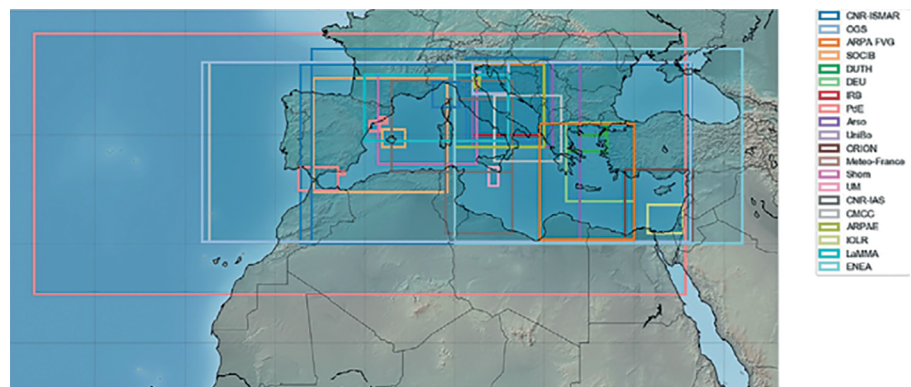 CNR-ISMAR
OGS
ARPA FVG
SOCIB
DUTH
DEU
IRB
PdE
Arso
UniBo
ORION
Meteo-France
Shom
UM
CNR-IAS
CMCC
ARPAE
IOLR
LaMMA
ENEA